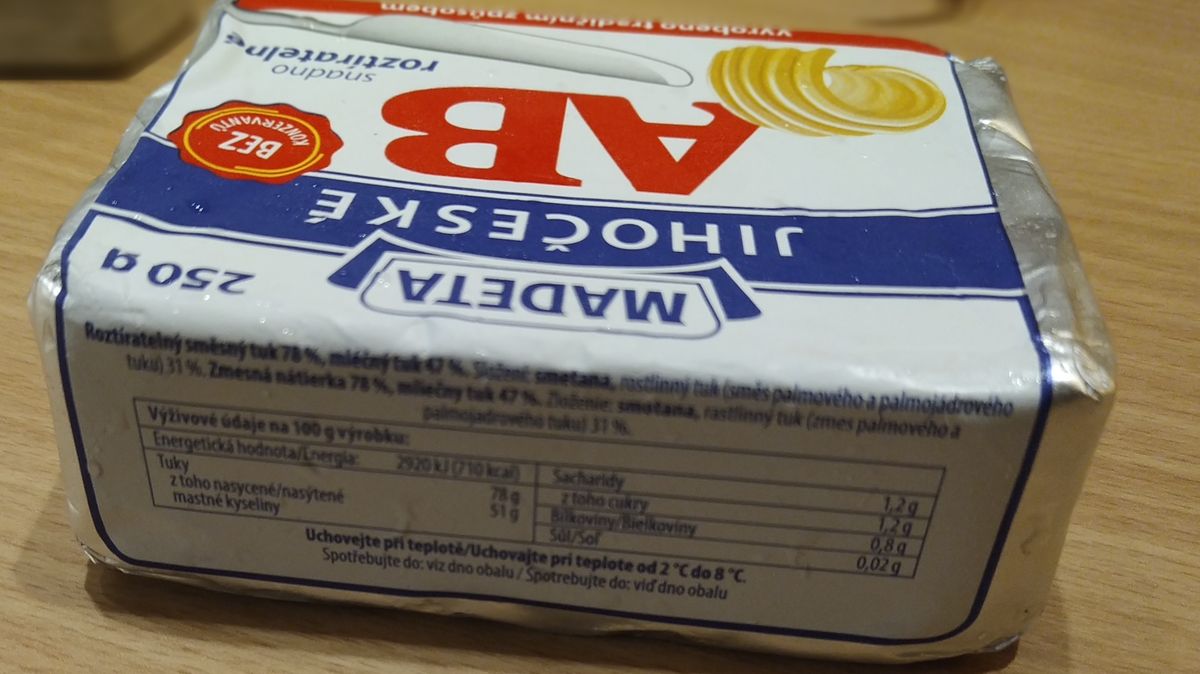 vyrobeno tradičním způsobem
snadno
roztíratelné
AB
BEZ
KONZERVANTŮ
JIHOČESKÉ
MADETA
250 g
Roztíratelný směsný tuk 78 %, mléčný tuk 47 %. Složení: smetana, rostlinný tuk (směs palmového a palmojádrového
tuku) 31 %. Zmesná nátierka 78 %, mliečny tuk 47 %. Zloženie: smotana, rastlinný tuk (zmes palmového a
palmojadrového tuku) 31 %.
Výživové údaje na 100 g výrobku:
Energetická hodnota/Energia: 2920 kJ (710 kcal)
Tuky 78 g
z toho nasycené/nasýtené
mastné kyseliny 51 g
Sacharidy 1,2 g
z toho cukry 1,2 g
Bílkoviny/Bielkoviny 0,8 g
Sůl/Soľ 0,02 g
Uchovejte při teplotě/Uchovajte pri teplote od 2 °C do 8 °C.
Spotřebujte do: viz dno obalu / Spotrebujte do: viď dno obalu